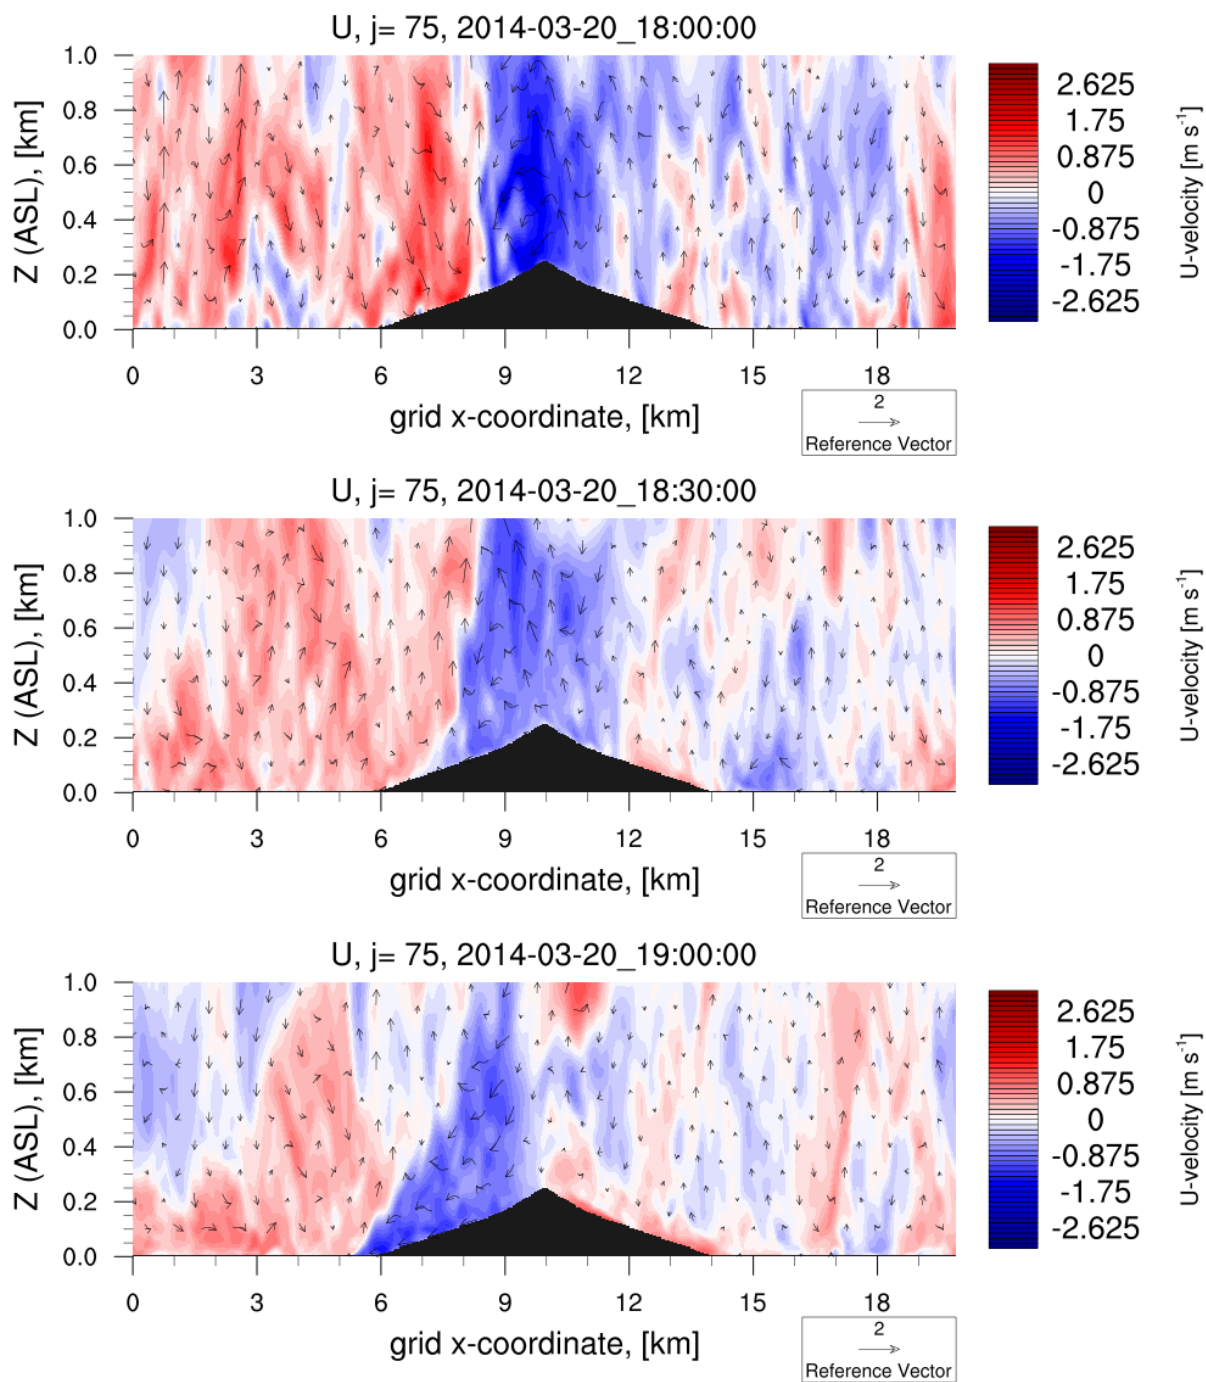 U, j= 75, 2014-03-20_18:00:00
Z (ASL), [km]
1.0
0.8
0.6
0.4
0.2
0.0
0 3 6 9 12 15 18
grid x-coordinate, [km]
2
Reference Vector
2.625
1.75
0.875
0
-0.875
-1.75
-2.625
U-velocity [m s-1]
U, j= 75, 2014-03-20_18:30:00
Z (ASL), [km]
1.0
0.8
0.6
0.4
0.2
0.0
0 3 6 9 12 15 18
grid x-coordinate, [km]
2
Reference Vector
2.625
1.75
0.875
0
-0.875
-1.75
-2.625
U-velocity [m s-1]
U, j= 75, 2014-03-20_19:00:00
Z (ASL), [km]
1.0
0.8
0.6
0.4
0.2
0.0
0 3 6 9 12 15 18
grid x-coordinate, [km]
2
Reference Vector
2.625
1.75
0.875
0
-0.875
-1.75
-2.625
U-velocity [m s-1]